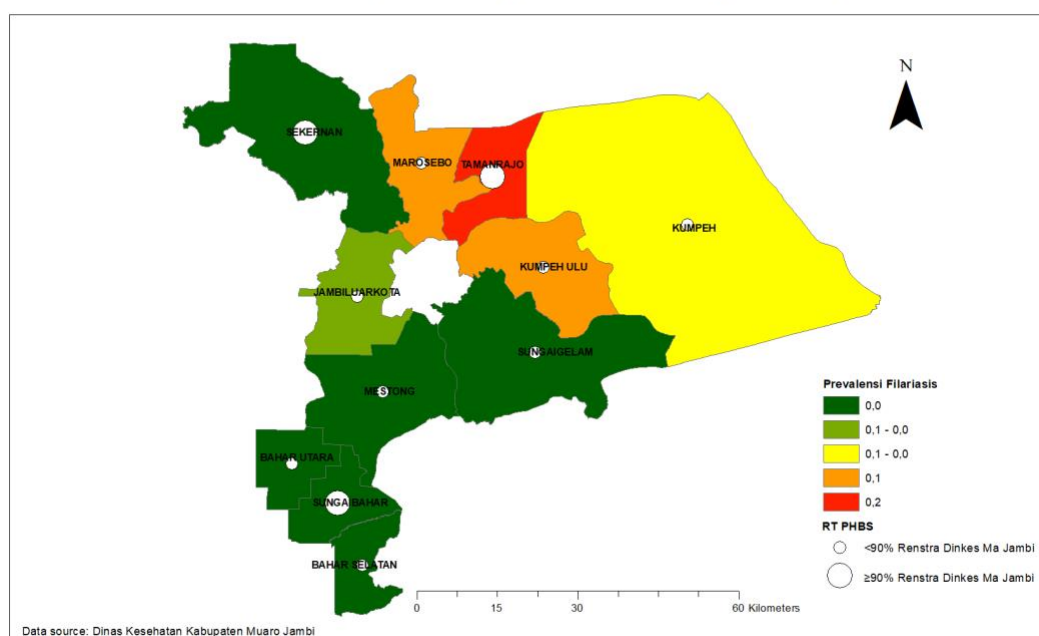 N
SEKERNAN
MAROSEBO
TAMANRAJO
KUMPEH
KUMPEH ULU
JAMBILUARKOTA
SUNGAIGELAM
MESTONG
BAHAR UTARA
SUNGAIBAHAR
BAHAR SELATAN
Prevalensi Filariasis
0,0
0,1 - 0,0
0,1 - 0,0
0,1
0,2
RT PHBS
<90% Renstra Dinkes Ma Jambi
≥90% Renstra Dinkes Ma Jambi
0 15 30 60 Kilometers
Data source: Dinas Kesehatan Kabupaten Muaro Jambi